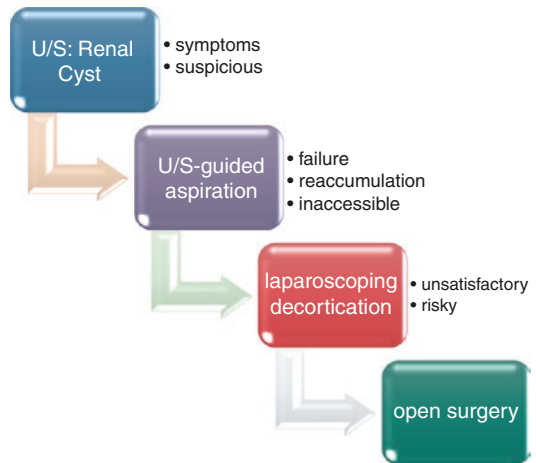 U/S: Renal
Cyst
• symptoms
• suspicious
U/S-guided
aspiration
• failure
• reaccumulation
• inaccessible
laparoscoping
decortication
• unsatisfactory
• risky
open surgery